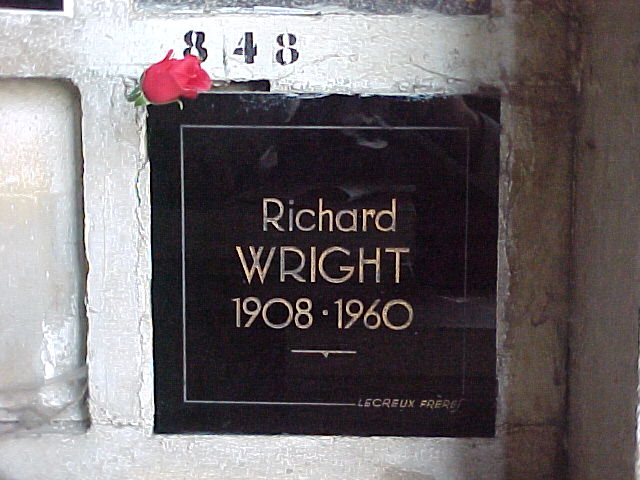 848
Richard
WRIGHT
1908·1960
LECREUX FRÈRES